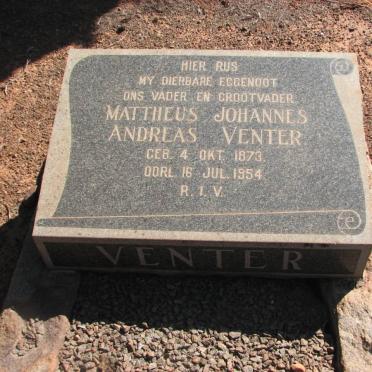 HIER RUS
MY DIERBARE EGGENOOT
ONS VADER EN GROOTVADER
MATTHEUS JOHANNES
ANDREAS VENTER
GEB. 4 OKT. 1873.
OORL. 16 JUL. 1954
R. I. V.
VENTER